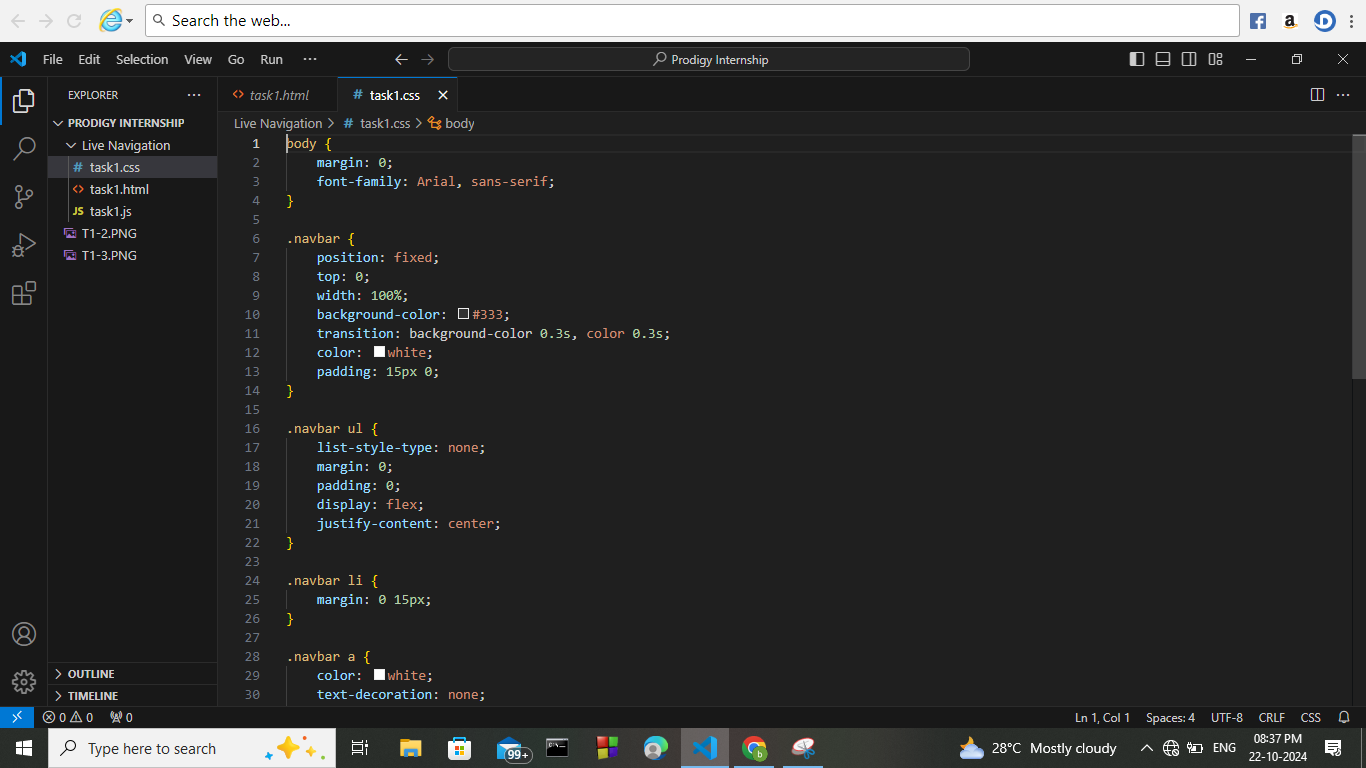 Search the web...
File Edit Selection View Go Run ··· Prodigy Internship
EXPLORER ···
PRODIGY INTERNSHIP
Live Navigation
# task1.css
<> task1.html
JS task1.js
T1-2.PNG
T1-3.PNG
OUTLINE
TIMELINE
<> task1.html # task1.css
Live Navigation > # task1.css > body
1 body {
2 margin: 0;
3 font-family: Arial, sans-serif;
4 }
5
6 .navbar {
7 position: fixed;
8 top: 0;
9 width: 100%;
10 background-color: #333;
11 transition: background-color 0.3s, color 0.3s;
12 color: white;
13 padding: 15px 0;
14 }
15
16 .navbar ul {
17 list-style-type: none;
18 margin: 0;
19 padding: 0;
20 display: flex;
21 justify-content: center;
22 }
23
24 .navbar li {
25 margin: 0 15px;
26 }
27
28 .navbar a {
29 color: white;
30 text-decoration: none;
0 0 0 Ln 1, Col 1 Spaces: 4 UTF-8 CRLF CSS
Type here to search 99+ 28°C Mostly cloudy ENG 08:37 PM
22-10-2024